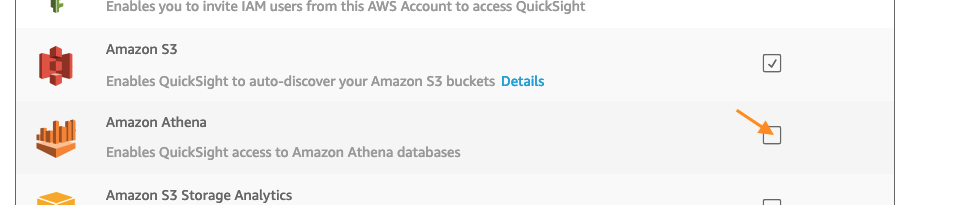 Enables you to invite IAM users from this AWS Account to access QuickSight
Amazon S3
Enables QuickSight to auto-discover your Amazon S3 buckets Details
Amazon Athena
Enables QuickSight access to Amazon Athena databases
Amazon S3 Storage Analytics